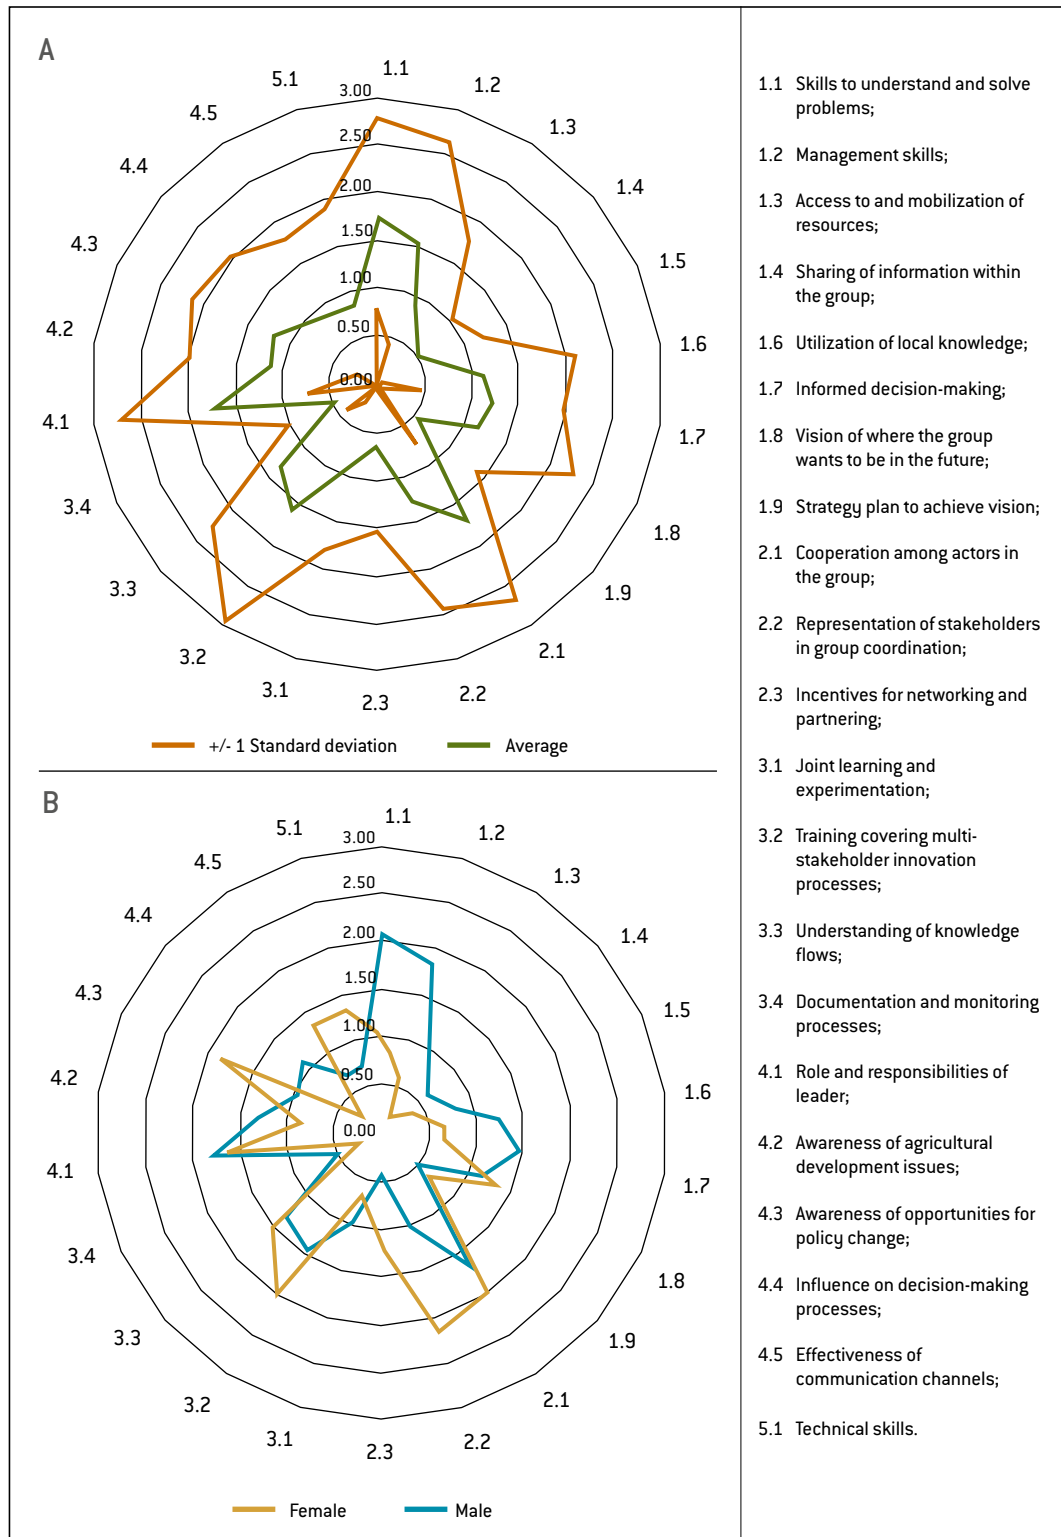 A
1.1
1.2
1.3
1.4
1.5
1.6
1.7
1.8
1.9
2.1
2.2
2.3
3.1
3.2
3.3
3.4
4.1
4.2
4.3
4.4
4.5
5.1
3.00
2.50
2.00
1.50
1.00
0.50
0.00
+/- 1 Standard deviation
Average
B
1.1
1.2
1.3
1.4
1.5
1.6
1.7
1.8
1.9
2.1
2.2
2.3
3.1
3.2
3.3
3.4
4.1
4.2
4.3
4.4
4.5
5.1
3.00
2.50
2.00
1.50
1.00
0.50
0.00
Female
Male
1.1 Skills to understand and solve
problems;
1.2 Management skills;
1.3 Access to and mobilization of
resources;
1.4 Sharing of information within
the group;
1.6 Utilization of local knowledge;
1.7 Informed decision-making;
1.8 Vision of where the group
wants to be in the future;
1.9 Strategy plan to achieve vision;
2.1 Cooperation among actors in
the group;
2.2 Representation of stakeholders
in group coordination;
2.3 Incentives for networking and
partnering;
3.1 Joint learning and
experimentation;
3.2 Training covering multi-
stakeholder innovation
processes;
3.3 Understanding of knowledge
flows;
3.4 Documentation and monitoring
processes;
4.1 Role and responsibilities of
leader;
4.2 Awareness of agricultural
development issues;
4.3 Awareness of opportunities for
policy change;
4.4 Influence on decision-making
processes;
4.5 Effectiveness of
communication channels;
5.1 Technical skills.